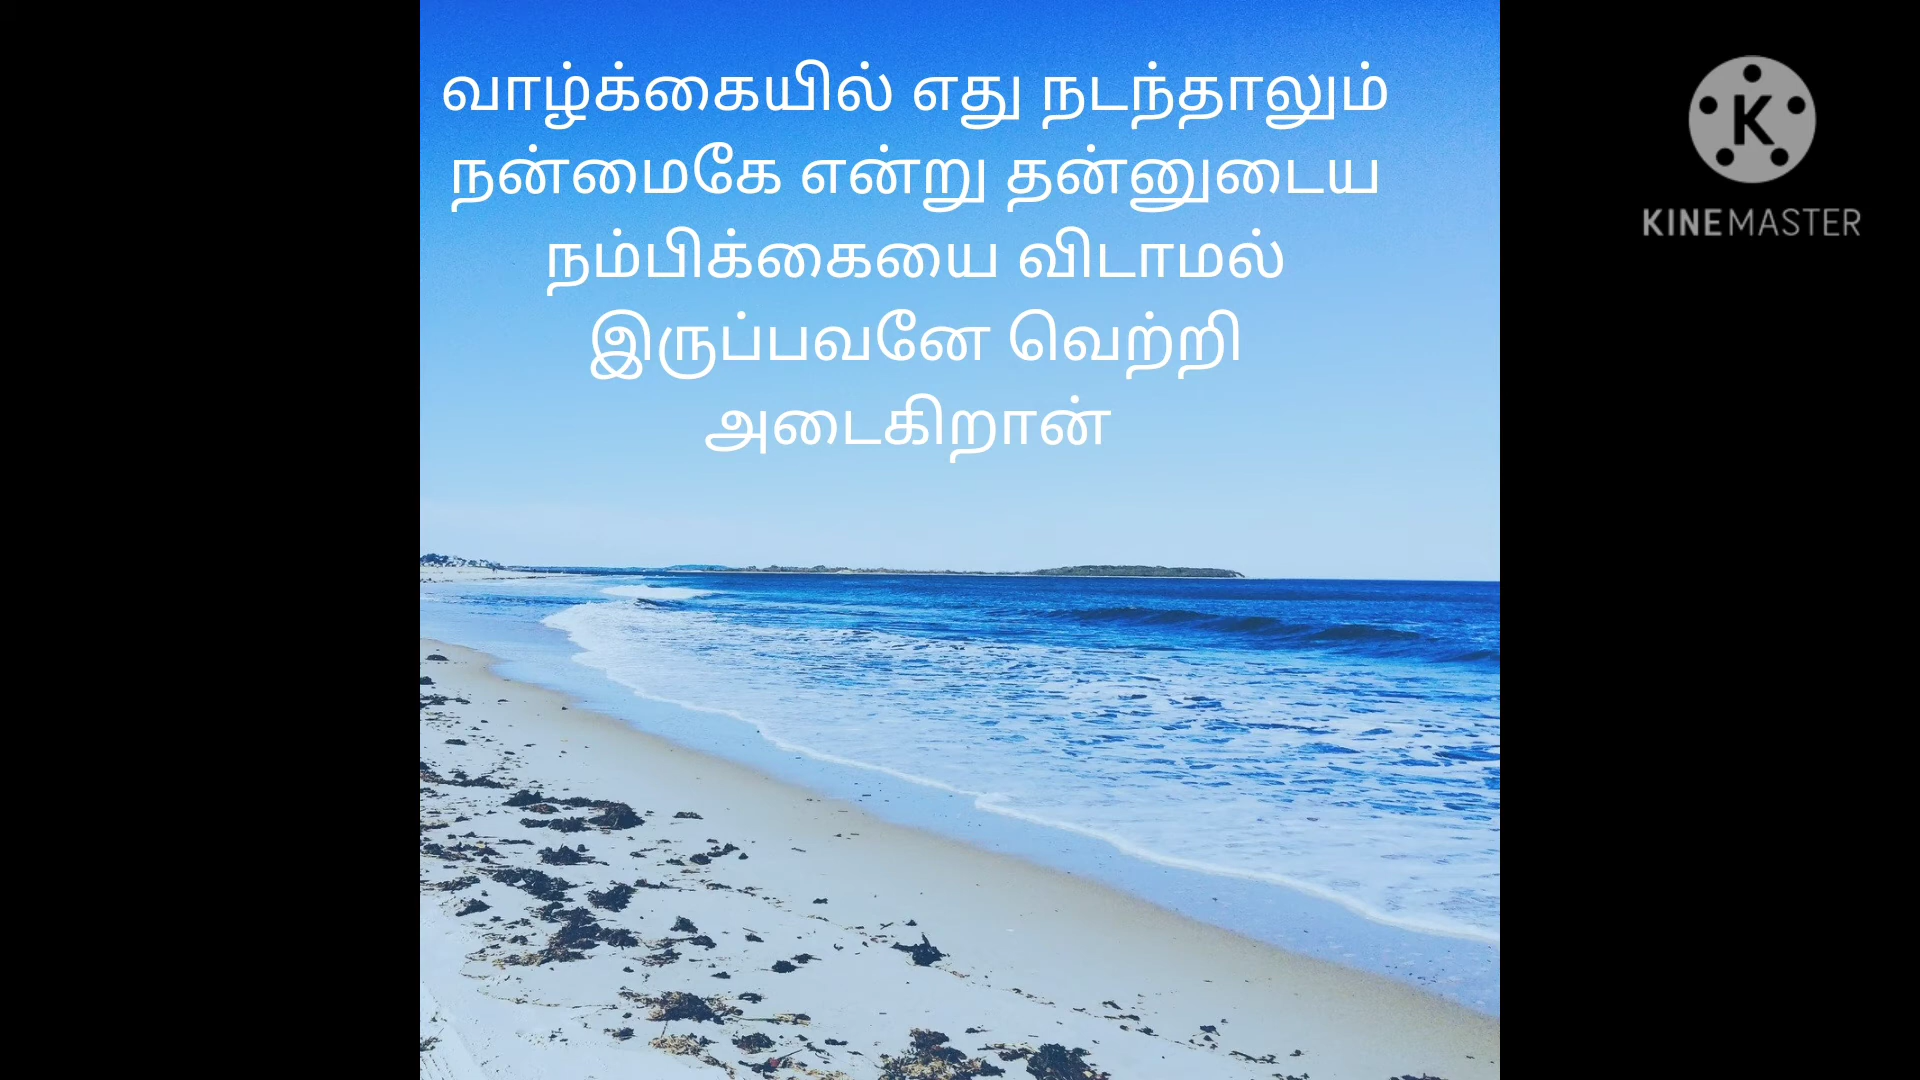 வாழ்க்கையில் எது நடந்தாலும்
நன்மைகே என்று தன்னுடைய
நம்பிக்கையை விடாமல்
இருப்பவனே வெற்றி
அடைகிறான்
K
KINEMASTER